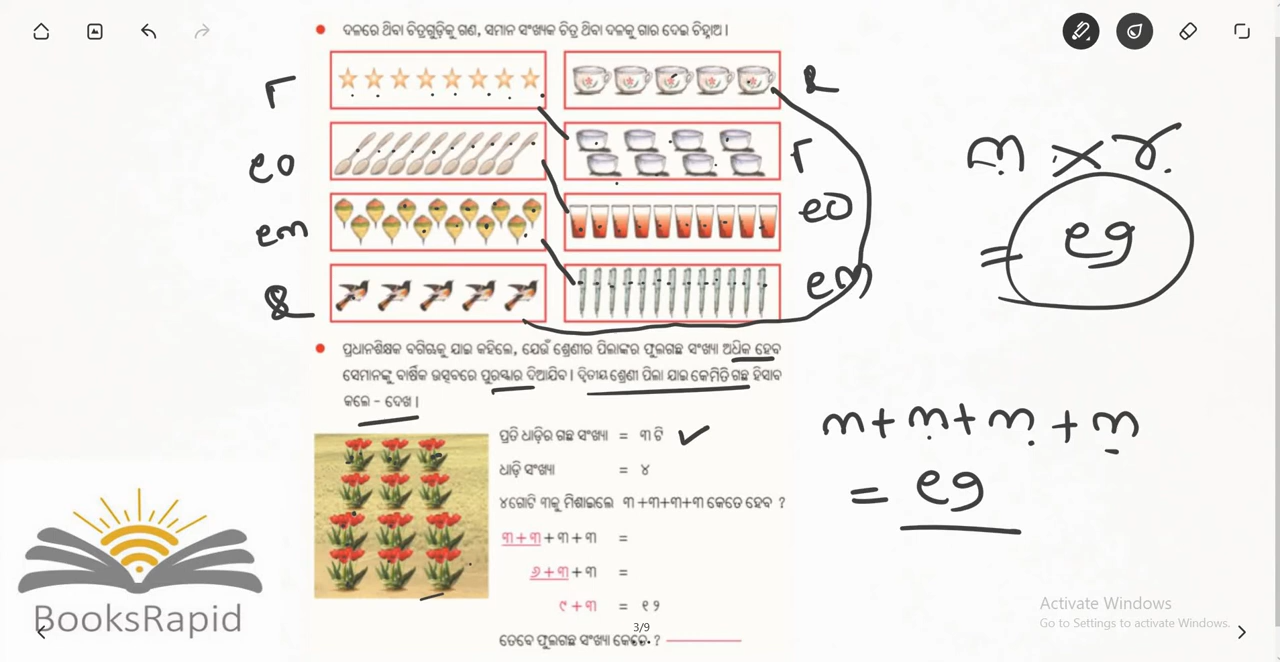 ଦଳରେ ଥିବା ଚିତ୍ରଗୁଡ଼ିକୁ ଗଣ, ସମାନ ସଂଖ୍ୟକ ଚିତ୍ର ଥିବା ଦଳକୁ ଗାର ଦେଇ ଚିହ୍ନାଅ ।
୮
୫
୧୦
୮
୧୩
୧୦
୫
୧୩
୩ × ୪
= ୧୨
ପ୍ରଧାନଶିକ୍ଷକ ବଗିଚାକୁ ଯାଇ କହିଲେ, ଯେଉଁ ଶ୍ରେଣୀର ପିଲାଙ୍କର ଫୁଲଗଛ ସଂଖ୍ୟା ଅଧିକ ହେବ
ସେମାନଙ୍କୁ ବାର୍ଷିକ ଉତ୍ସବରେ ପୁରସ୍କାର ଦିଆଯିବ । ଦ୍ୱିତୀୟ ଶ୍ରେଣୀ ପିଲା ଯାଇ କେମିତି ଗଛ ହିସାବ
କଲେ - ଦେଖ ।
ପ୍ରତି ଧାଡ଼ିର ଗଛ ସଂଖ୍ୟା = ୩ ଟି
ଧାଡ଼ି ସଂଖ୍ୟା = ୪
୪ଗୋଟି ୩କୁ ମିଶାଇଲେ ୩+୩+୩+୩ କେତେ ହେବ ?
୩ + ୩ + ୩ + ୩ =
୬ + ୩ + ୩ =
୯ + ୩ = ୧୨
ତେବେ ଫୁଲଗଛ ସଂଖ୍ୟା କେତେ ?
୩ + ୩ + ୩ + ୩
= ୧୨
BooksRapid
3/9
Activate Windows
Go to Settings to activate Windows.